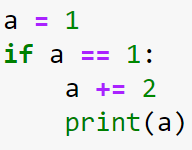 a = 1
if a == 1:
    a += 2
    print(a)